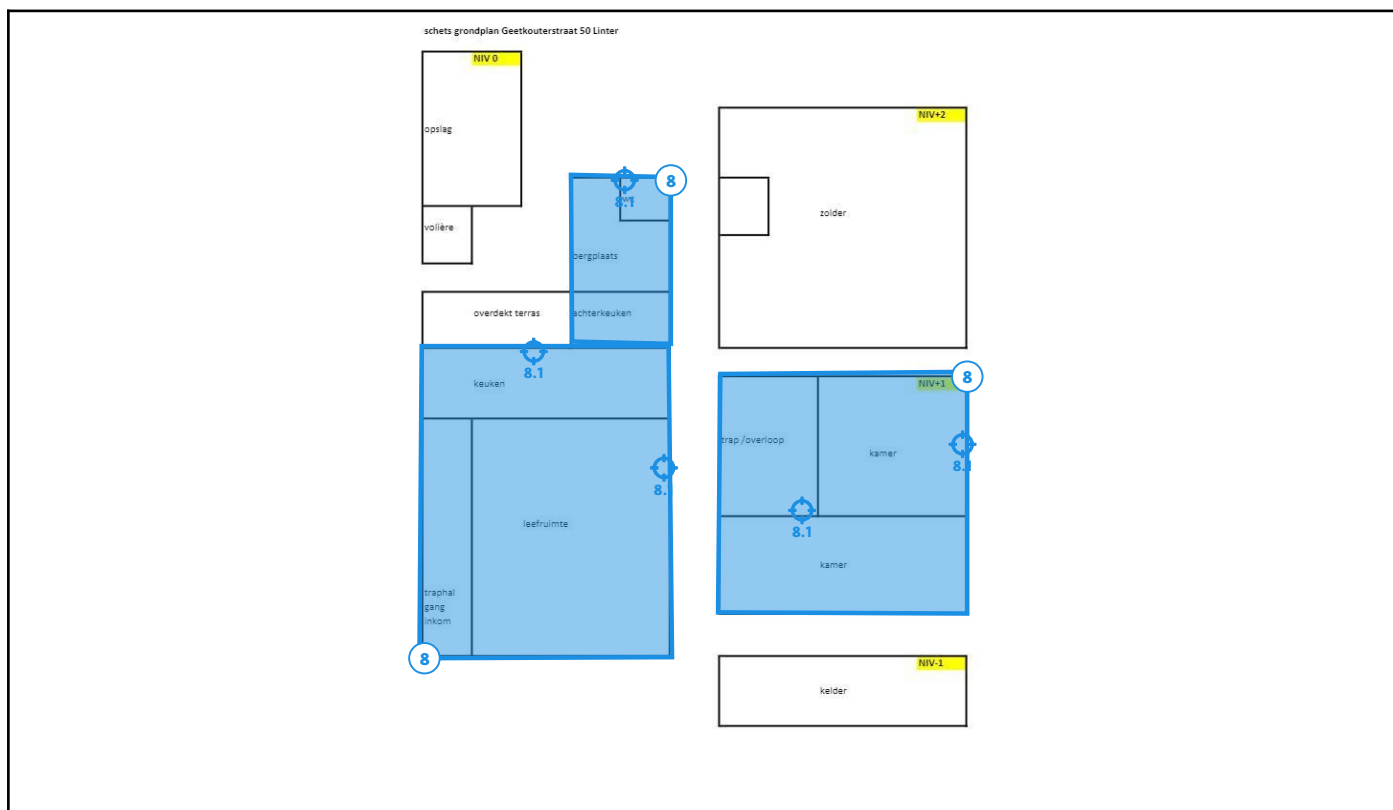 schets grondplan Geetkouterstraat 50 Linter
NIV 0
opslag
volière
8
8.1
bergplaats
overdekt terras
achterkeuken
8.1
keuken
8.
leefruimte
traphal
gang
inkom
8
NIV+2
zolder
NIV+1
8
trap /overloop
kamer
8.1
8.1
kamer
NIV-1
kelder